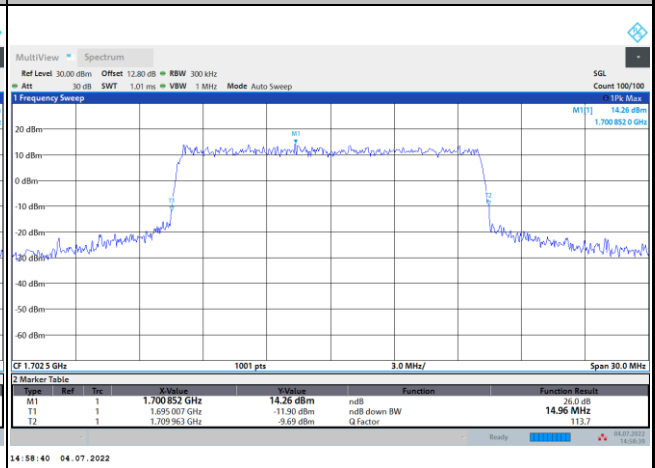 MultiView Spectrum
Ref Level 30.00 dBm Offset 12.80 dB RBW 300 kHz SGL
Att 30 dB SWT 1.01 ms VBW 1 MHz Mode Auto Sweep Count 100/100
1 Frequency Sweep 1Pk Max
M1[1] 14.26 dBm
1.700 852 0 GHz
20 dBm
M1
10 dBm
0 dBm
-10 dBm
T1
T2
-20 dBm
-30 dBm
-40 dBm
-50 dBm
-60 dBm
CF 1.702 5 GHz 1001 pts 3.0 MHz/ Span 30.0 MHz
2 Marker Table
Type Ref Trc X-Value Y-Value Function Function Result
M1 1 1.700 852 GHz 14.26 dBm ndB 26.0 dB
T1 1 1.695 007 GHz -11.90 dBm ndB down BW 14.96 MHz
T2 1 1.709 963 GHz -9.69 dBm Q Factor 113.7
Ready 04.07.2022
14:58:39
14:58:40 04.07.2022